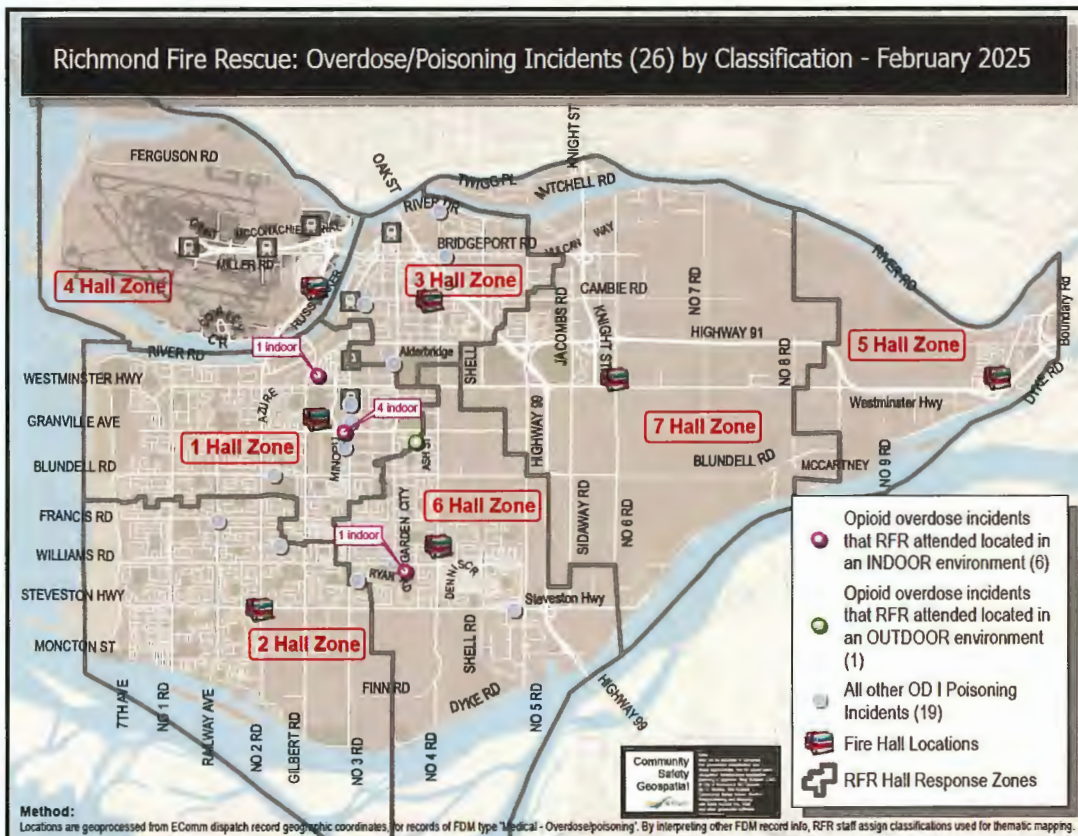 Richmond Fire Rescue: Overdose/Poisoning Incidents (26) by Classification - February 2025
FERGUSON RD
OAK ST
KNIGHT ST
TWIGG PL
MITCHELL RD
RIVER DR
GRANT
MCCONACHIE WAY
MILLER RD
BRIDGEPORT RD
VULCAN WAY
RIVER RD
4 Hall Zone
3 Hall Zone
CAMBIE RD
NO 7 RD
Boundary Rd
JACOMBS RD
KNIGHT ST
HIGHWAY 91
5 Hall Zone
RIVER RD
1 indoor
Alderbridge
SHELL
NO 8 RD
DYKE RD
WESTMINSTER HWY
AZURE
Westminster Hwy
GRANVILLE AVE
4 indoor
HIGHWAY 99
7 Hall Zone
1 Hall Zone
MINORU
ASH ST
BLUNDELL RD
BLUNDELL RD
MCCARTNEY
NO 9 RD
6 Hall Zone
FRANCIS RD
GARDEN CITY
SIDAWAY RD
NO 6 RD
1 indoor
WILLIAMS RD
RYAN
DENNIS CR
STEVESTON HWY
Steveston Hwy
2 Hall Zone
MONCTON ST
SHELL RD
FINN RD
DYKE RD
7TH AVE
NO 1 RD
RAILWAY AVE
NO 2 RD
GILBERT RD
NO 3 RD
NO 4 RD
NO 5 RD
HIGHWAY 99
Opioid overdose incidents
that RFR attended located in
an INDOOR environment (6)
Opioid overdose incidents
that RFR attended located in
an OUTDOOR environment
(1)
All other OD I Poisoning
Incidents (19)
Fire Hall Locations
RFR Hall Response Zones
Community
Safety
Geospatial
Method:
Locations are geoprocessed from EComm dispatch record geographic coordinates, for records of FDM type "Medical - Overdose/poisoning". By interpreting other FDM record info, RFR staff assign classifications used for thematic mapping.